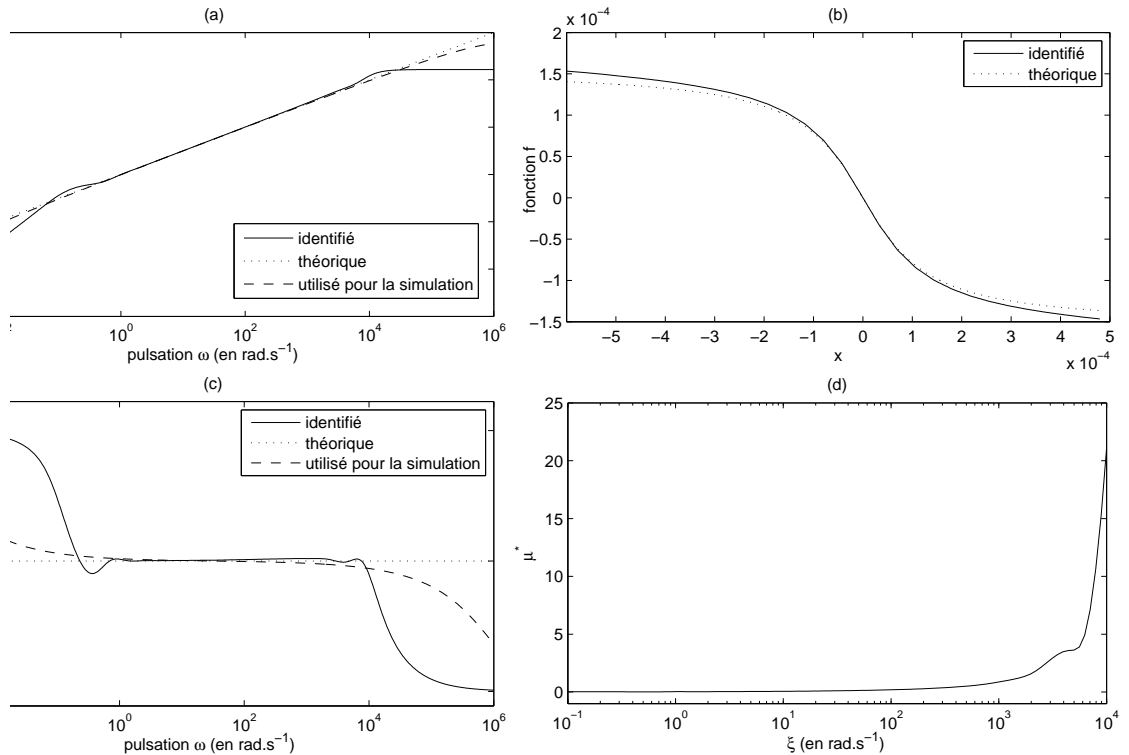 (a)
identifié
théorique
utilisé pour la simulation
10^0
10^2
10^4
10^6
pulsation ω (en rad.s⁻¹)
(b)
x 10^-4
2
1.5
1
0.5
0
−0.5
−1
−1.5
fonction f
identifié
théorique
−5
−4
−3
−2
−1
0
1
2
3
4
5
x
x 10^-4
(c)
identifié
théorique
utilisé pour la simulation
10^0
10^2
10^4
10^6
pulsation ω (en rad.s⁻¹)
(d)
25
20
15
10
5
0
μ*
10^-1
10^0
10^1
10^2
10^3
10^4
ξ (en rad.s⁻¹)